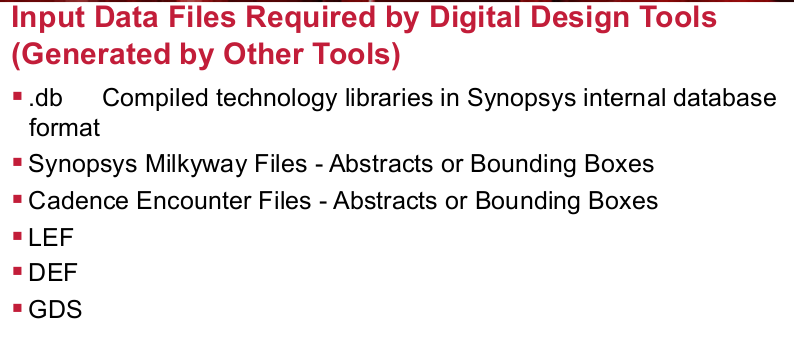 Input Data Files Required by Digital Design Tools
(Generated by Other Tools)
▪ .db Compiled technology libraries in Synopsys internal database
format
▪ Synopsys Milkyway Files - Abstracts or Bounding Boxes
▪ Cadence Encounter Files - Abstracts or Bounding Boxes
▪ LEF
▪ DEF
▪ GDS